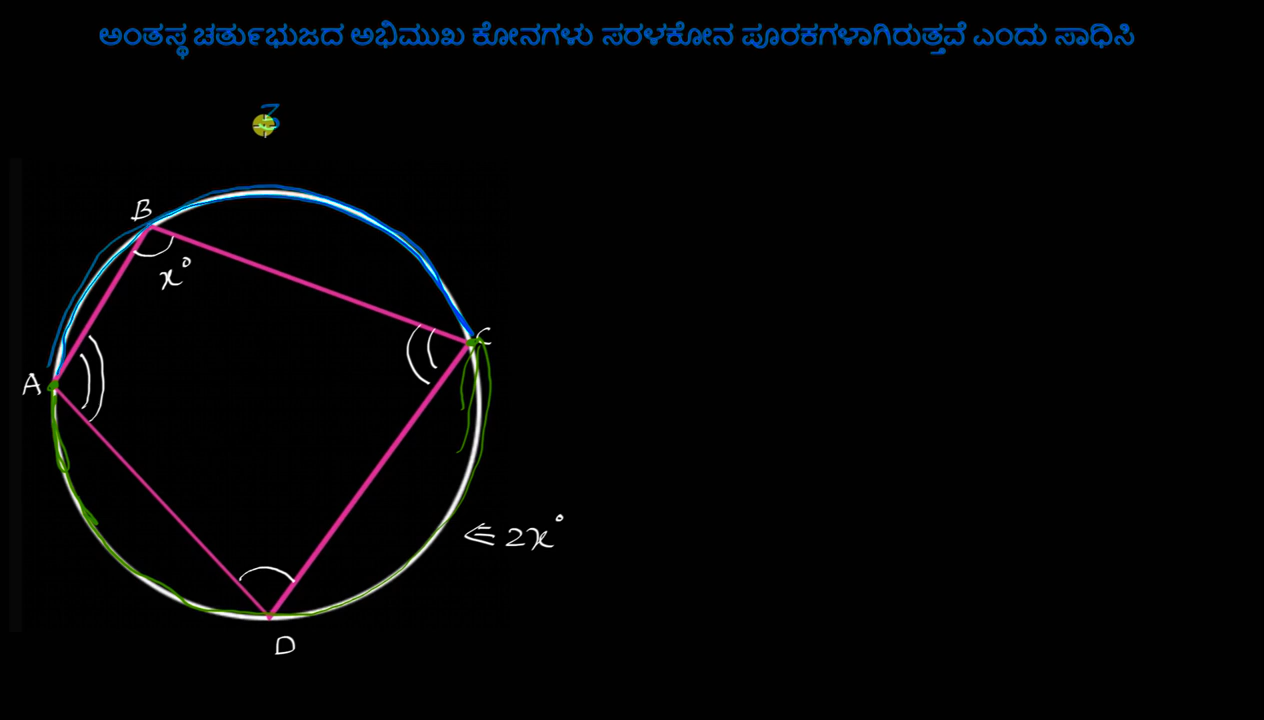 ಅಂತಸ್ಥ ಚತುರ್ಭುಜದ ಅಭಿಮುಖ ಕೋನಗಳು ಸರಳಕೋನ ಪೂರಕಗಳಾಗಿರುತ್ತವೆ ಎಂದು ಸಾಧಿಸಿ
B
x°
C
A
2x°
D